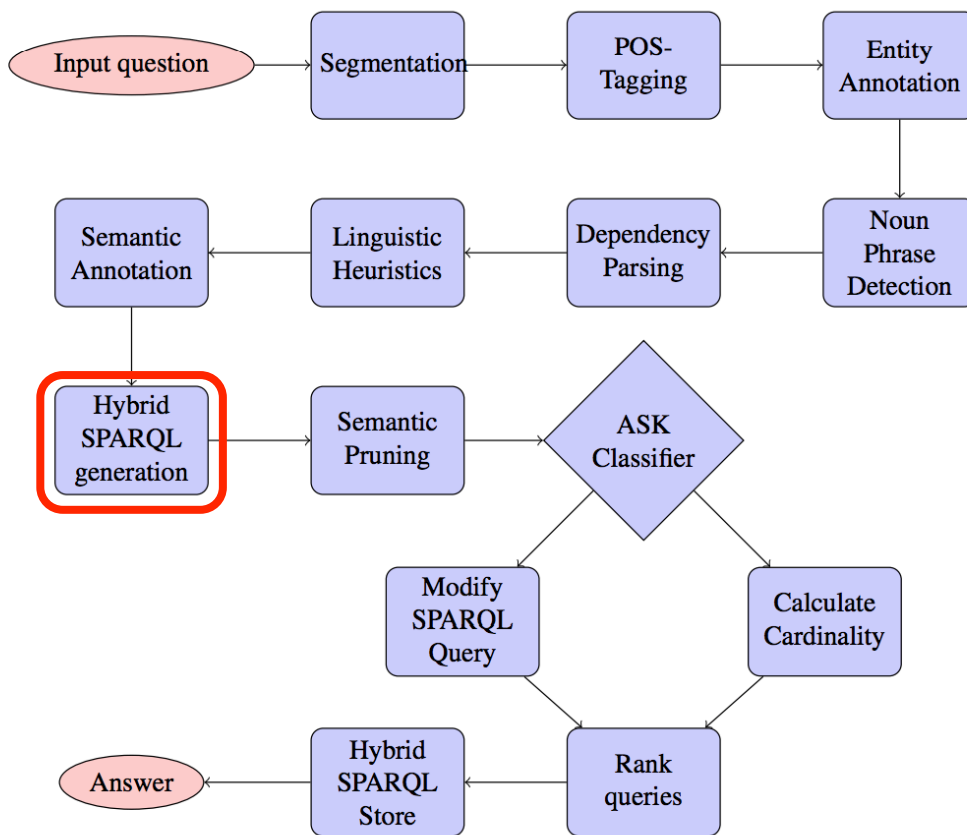 Input question
Segmentation
POS-
Tagging
Entity
Annotation
Noun
Phrase
Detection
Dependency
Parsing
Linguistic
Heuristics
Semantic
Annotation
Hybrid
SPARQL
generation
Semantic
Pruning
ASK
Classifier
Modify
SPARQL
Query
Calculate
Cardinality
Rank
queries
Hybrid
SPARQL
Store
Answer